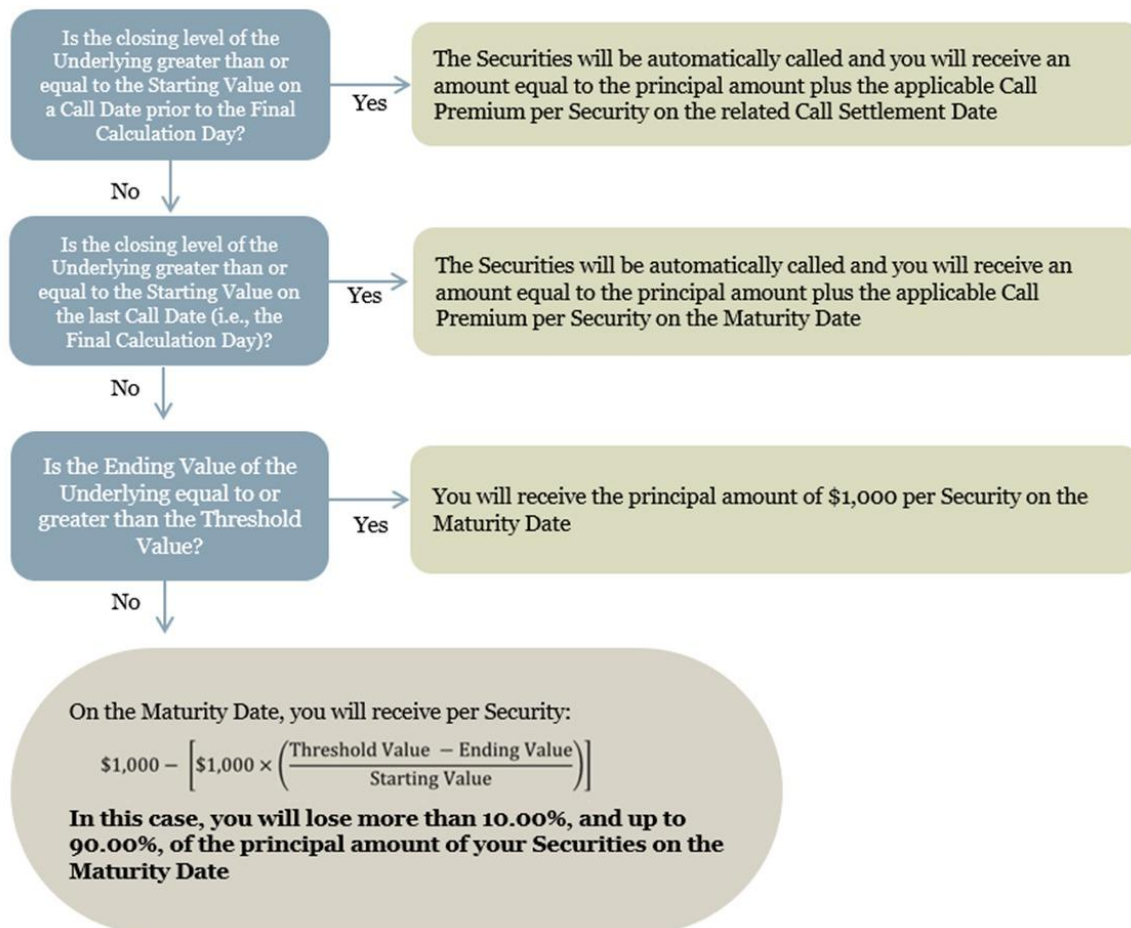 Is the closing level of the
Underlying greater than or
equal to the Starting Value on
a Call Date prior to the Final
Calculation Day?
Yes
The Securities will be automatically called and you will receive an
amount equal to the principal amount plus the applicable Call
Premium per Security on the related Call Settlement Date
No
Is the closing level of the
Underlying greater than or
equal to the Starting Value on
the last Call Date (i.e., the
Final Calculation Day)?
Yes
The Securities will be automatically called and you will receive an
amount equal to the principal amount plus the applicable Call
Premium per Security on the Maturity Date
No
Is the Ending Value of the
Underlying equal to or
greater than the Threshold
Value?
Yes
You will receive the principal amount of $1,000 per Security on the
Maturity Date
No
On the Maturity Date, you will receive per Security:
$1,000 − [$1,000 × (Threshold Value − Ending Value / Starting Value)]
In this case, you will lose more than 10.00%, and up to
90.00%, of the principal amount of your Securities on the
Maturity Date